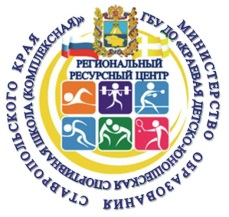 МИНИСТЕРСТВО ОБРАЗОВАНИЯ СТАВРОПОЛЬСКОГО КРАЯ
ГБУ ДО «КРАЕВАЯ ДЕТСКО-ЮНОШЕСКАЯ СПОРТИВНАЯ ШКОЛА (КОМПЛЕКСНАЯ)»
РЕГИОНАЛЬНЫЙ
РЕСУРСНЫЙ ЦЕНТР